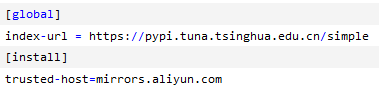 [global]
index-url = https://pypi.tuna.tsinghua.edu.cn/simple
[install]
trusted-host=mirrors.aliyun.com